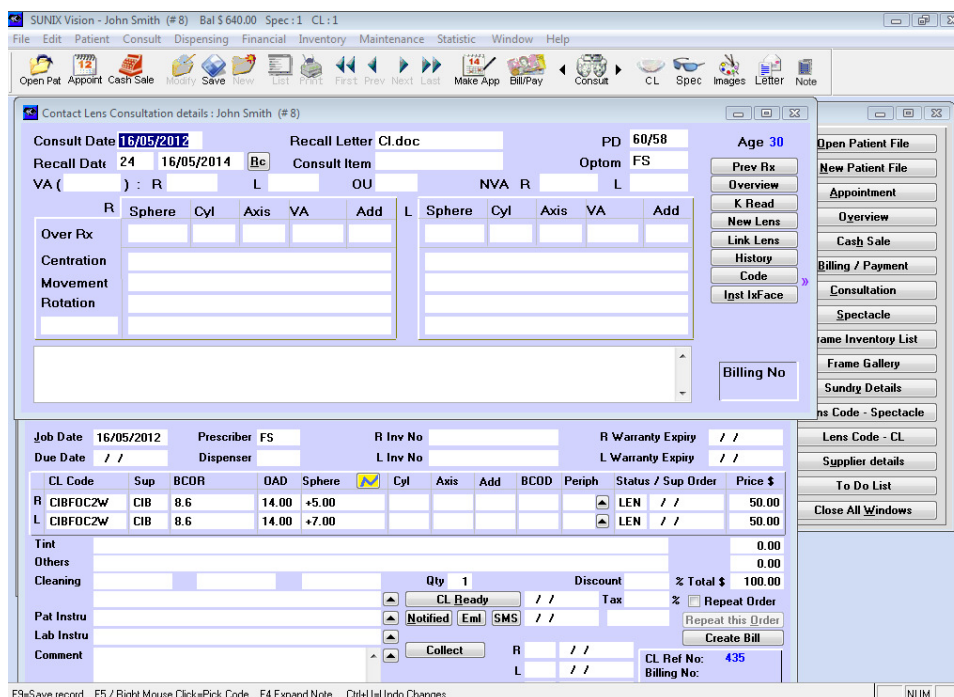 SUNIX Vision - John Smith (# 8) Bal $ 640.00 Spec : 1 CL : 1
File Edit Patient Consult Dispensing Financial Inventory Maintenance Statistic Window Help
Open Pat Appoint Cash Sale Modify Save New List Print First Prev Next Last Make App Bill/Pay Consult CL Spec Images Letter Note
Contact Lens Consultation details : John Smith (# 8)
Consult Date 16/05/2012 Recall Letter CI.doc PD 60/58 Age 30
Recall Date 24 16/05/2014 Rc Consult Item Optom FS
VA ( ) : R L OU NVA R L
R Sphere Cyl Axis VA Add L Sphere Cyl Axis VA Add
Over Rx
Centration
Movement
Rotation
Prev Rx
Overview
K Read
New Lens
Link Lens
History
Code
Inst IxFace
»
Billing No
Open Patient File
New Patient File
Appointment
Overview
Cash Sale
Billing / Payment
Consultation
Spectacle
rame Inventory List
Frame Gallery
Sundry Details
ns Code - Spectacle
Lens Code - CL
Supplier details
To Do List
Close All Windows
Job Date 16/05/2012 Prescriber FS R Inv No R Warranty Expiry / /
Due Date / / Dispenser L Inv No L Warranty Expiry / /
CL Code Sup BCOR OAD Sphere Cyl Axis Add BCOD Periph Status / Sup Order Price $
R CIBFOC2W CIB 8.6 14.00 +5.00 LEN / / 50.00
L CIBFOC2W CIB 8.6 14.00 +7.00 LEN / / 50.00
Tint 0.00
Others 0.00
Cleaning Qty 1 Discount % Total $ 100.00
CL Ready / / Tax % Repeat Order
Pat Instru Notified Eml SMS / / Repeat this Order
Lab Instru Create Bill
Comment Collect R / / CL Ref No: 435
L / / Billing No:
F9=Save record F5 / Right Mouse Click=Pick Code F4 Expand Note Ctrl+U=Undo Changes NUM